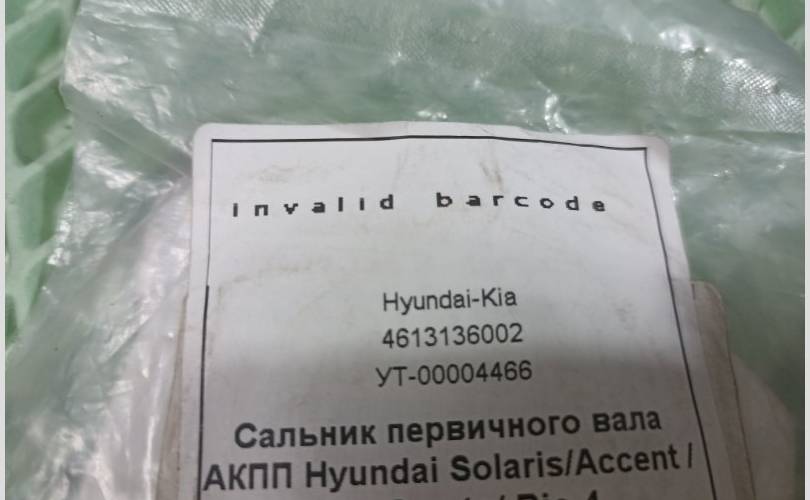 invalid barcode
Hyundai-Kia
4613136002
УТ-00004466
Сальник первичного вала
АКПП Hyundai Solaris/Accent /